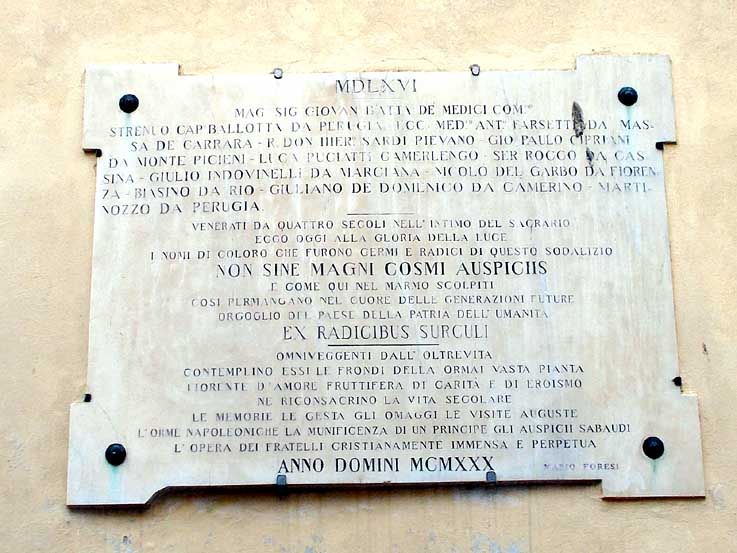 MDLXVI
MAG SIG GIOVAN BATTA DE MEDICI COM.
STRENUO CAP BALLOTTA DA PERUGIA ECC MED ANT FARSETTI DA MAS-
SA DE CARRARA - R. DON HIER SARDI PIEVANO - GIO PAULO CIPRIANI
DA MONTE PICIENI - LUCA PUCIATTI CAMERLENGO - SER ROCCO DA CAS
SINA - GIULIO INDOVINELLI DA MARCIANA - NICOLO DEL GARBO DA FIOREN
ZA - BIASINO DA RIO - GIULIANO DE DOMENICO DA CAMERINO - MARTI-
NOZZO DA PERUGIA.
VENERATI DA QUATTRO SECOLI NELL'INTIMO DEL SAGRARIO
ECCO OGGI ALLA GLORIA DELLA LUCE
I NOMI DI COLORO CHE FURONO GERMI E RADICI DI QUESTO SODALIZIO
NON SINE MAGNI COSMI AUSPICIIS
E COME QUI NEL MARMO SCOLPITI
COSI PERMANGANO NEL CUORE DELLE GENERAZIONI FUTURE
ORGOGLIO DEL PAESE DELLA PATRIA DELL'UMANITA
EX RADICIBUS SURCULI
OMNIVEGGENTI DALL'OLTREVITA
CONTEMPLINO ESSI LE FRONDI DELLA ORMAI VASTA PIANTA
FIORENTE D'AMORE FRUTTIFERA DI CARITÀ E DI EROISMO
NE RICONSACRINO LA VITA SECOLARE
LE MEMORIE LE GESTA GLI OMAGGI LE VISITE AUGUSTE
L'ORME NAPOLEONICHE LA MUNIFICENZA DI UN PRINCIPE GLI AUSPICII SABAUDI
L'OPERA DEI FRATELLI CRISTIANAMENTE IMMENSA E PERPETUA
ANNO DOMINI MCMXXX
MARIO FORESI